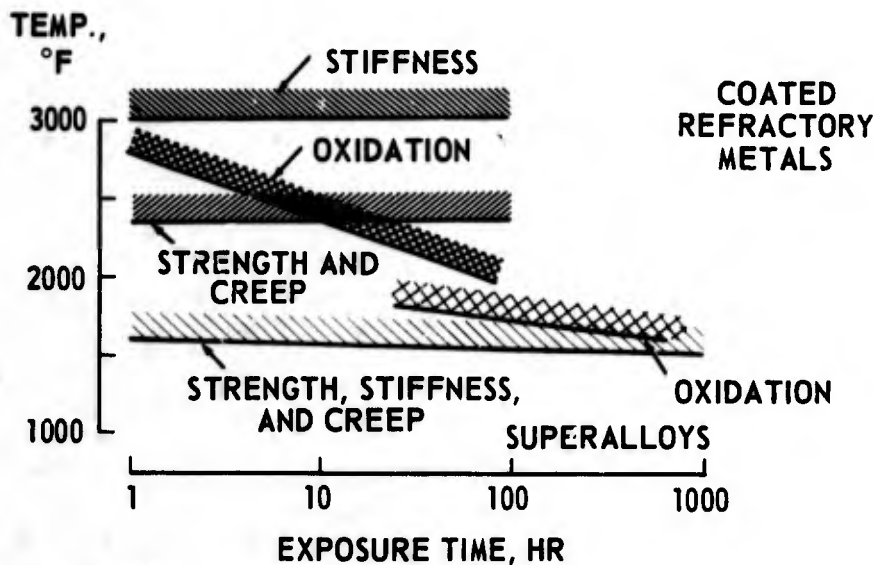 TEMP.,
°F
STIFFNESS
COATED
REFRACTORY
METALS
3000
OXIDATION
STRENGTH AND
CREEP
2000
STRENGTH, STIFFNESS,
AND CREEP
OXIDATION
1000
SUPERALLOYS
1
10
100
1000
EXPOSURE TIME, HR